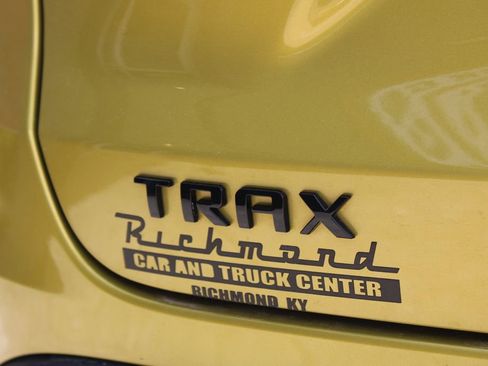 TRAX
Richmond
CAR AND TRUCK CENTER
RICHMOND, KY